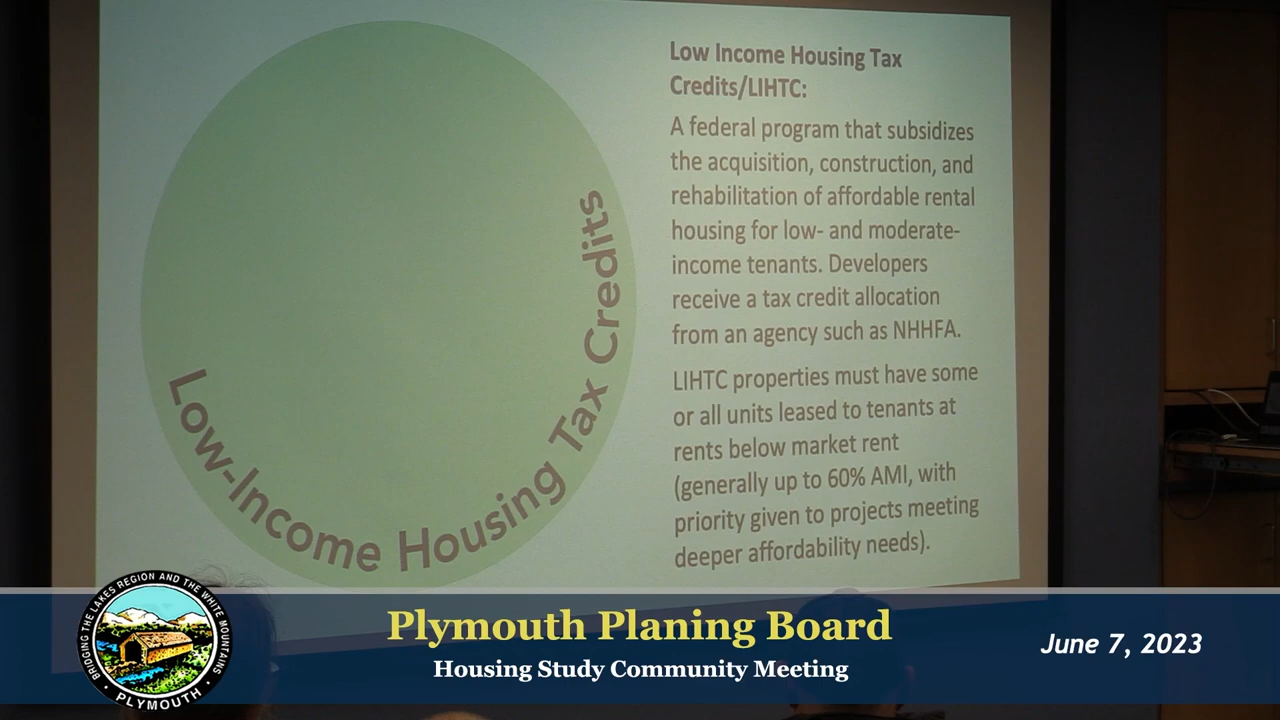 Low Income Housing Tax
Credits/LIHTC:
A federal program that subsidizes
the acquisition, construction, and
rehabilitation of affordable rental
housing for low- and moderate-
income tenants. Developers
receive a tax credit allocation
from an agency such as NHHFA.
LIHTC properties must have some
or all units leased to tenants at
rents below market rent
(generally up to 60% AMI, with
priority given to projects meeting
deeper affordability needs).
Low-Income Housing Tax Credits
BRIDGING THE LAKES REGION AND THE WHITE MOUNTAINS
• PLYMOUTH •
Plymouth Planing Board
Housing Study Community Meeting
June 7, 2023